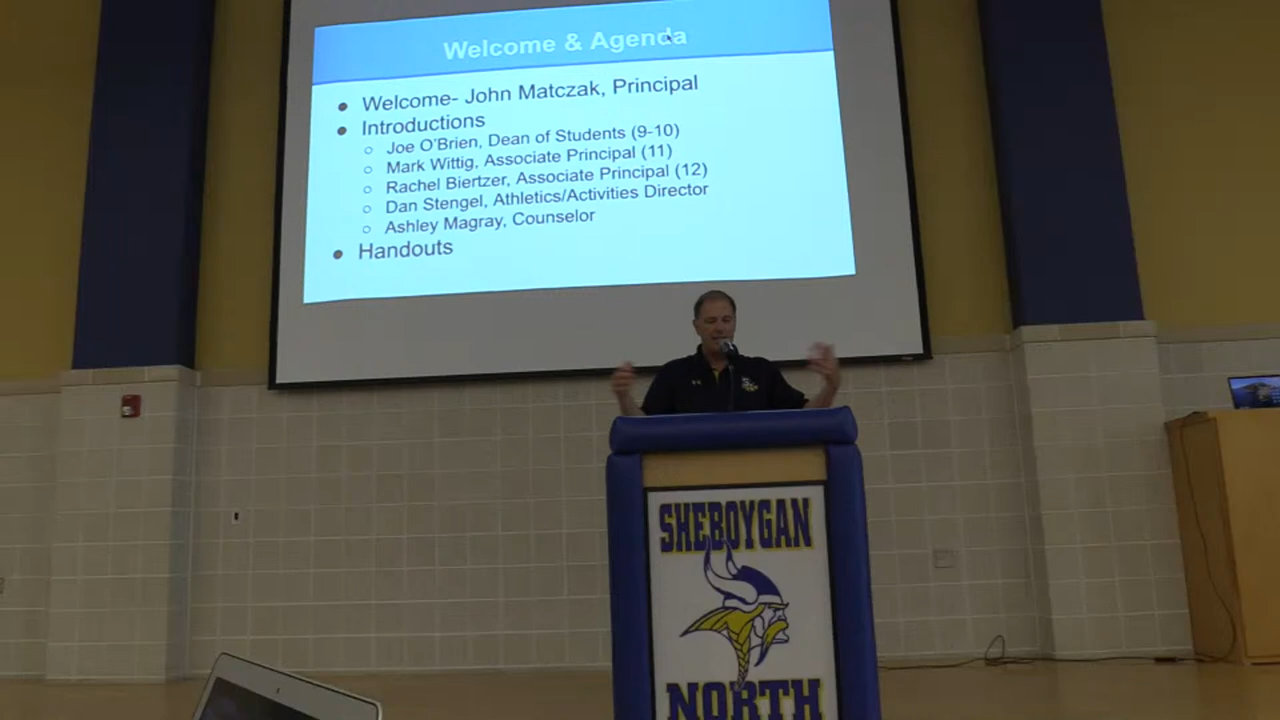 Welcome & Agenda
● Welcome- John Matczak, Principal
● Introductions
○ Joe O'Brien, Dean of Students (9-10)
○ Mark Wittig, Associate Principal (11)
○ Rachel Biertzer, Associate Principal (12)
○ Dan Stengel, Athletics/Activities Director
○ Ashley Magray, Counselor
● Handouts
SHEBOYGAN
NORTH